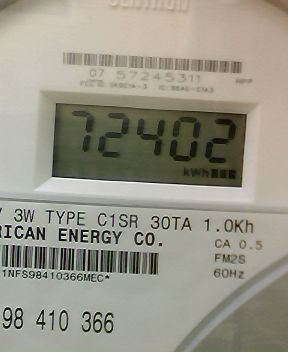 CENTRON
07 57245311
72402
kWh
V 3W TYPE C1SR 30TA 1.0Kh
RICAN ENERGY CO. CA 0.5
FM2S
60Hz
1NFS98410366MEC*
98 410 366